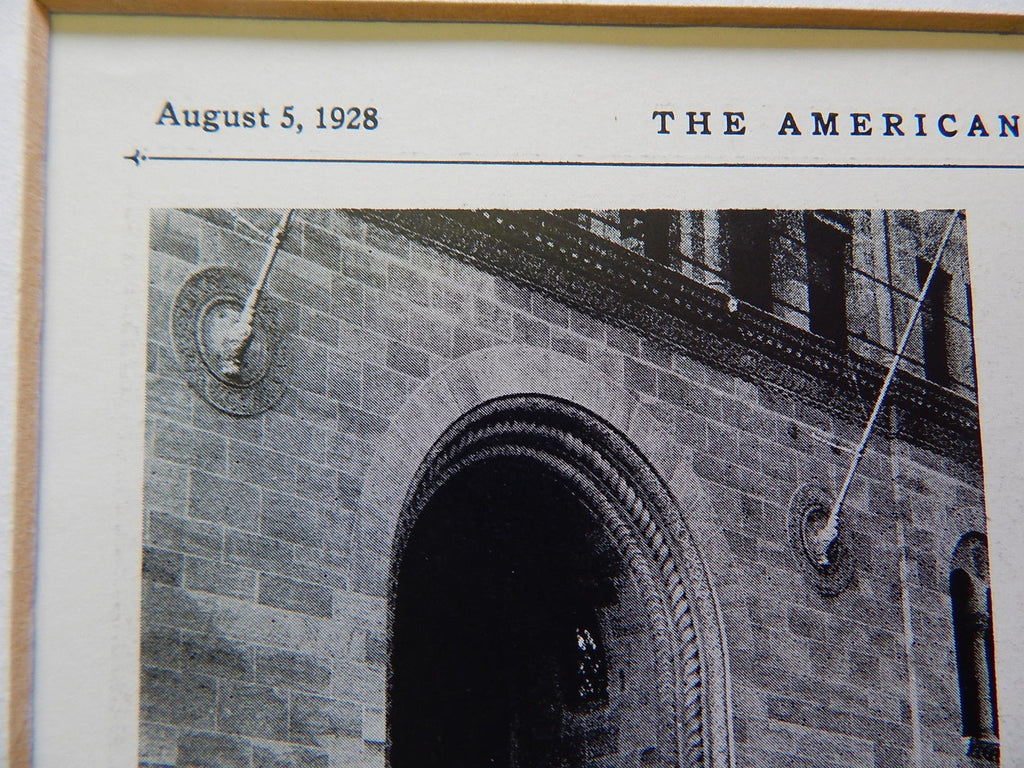 August 5, 1928 THE AMERICAN